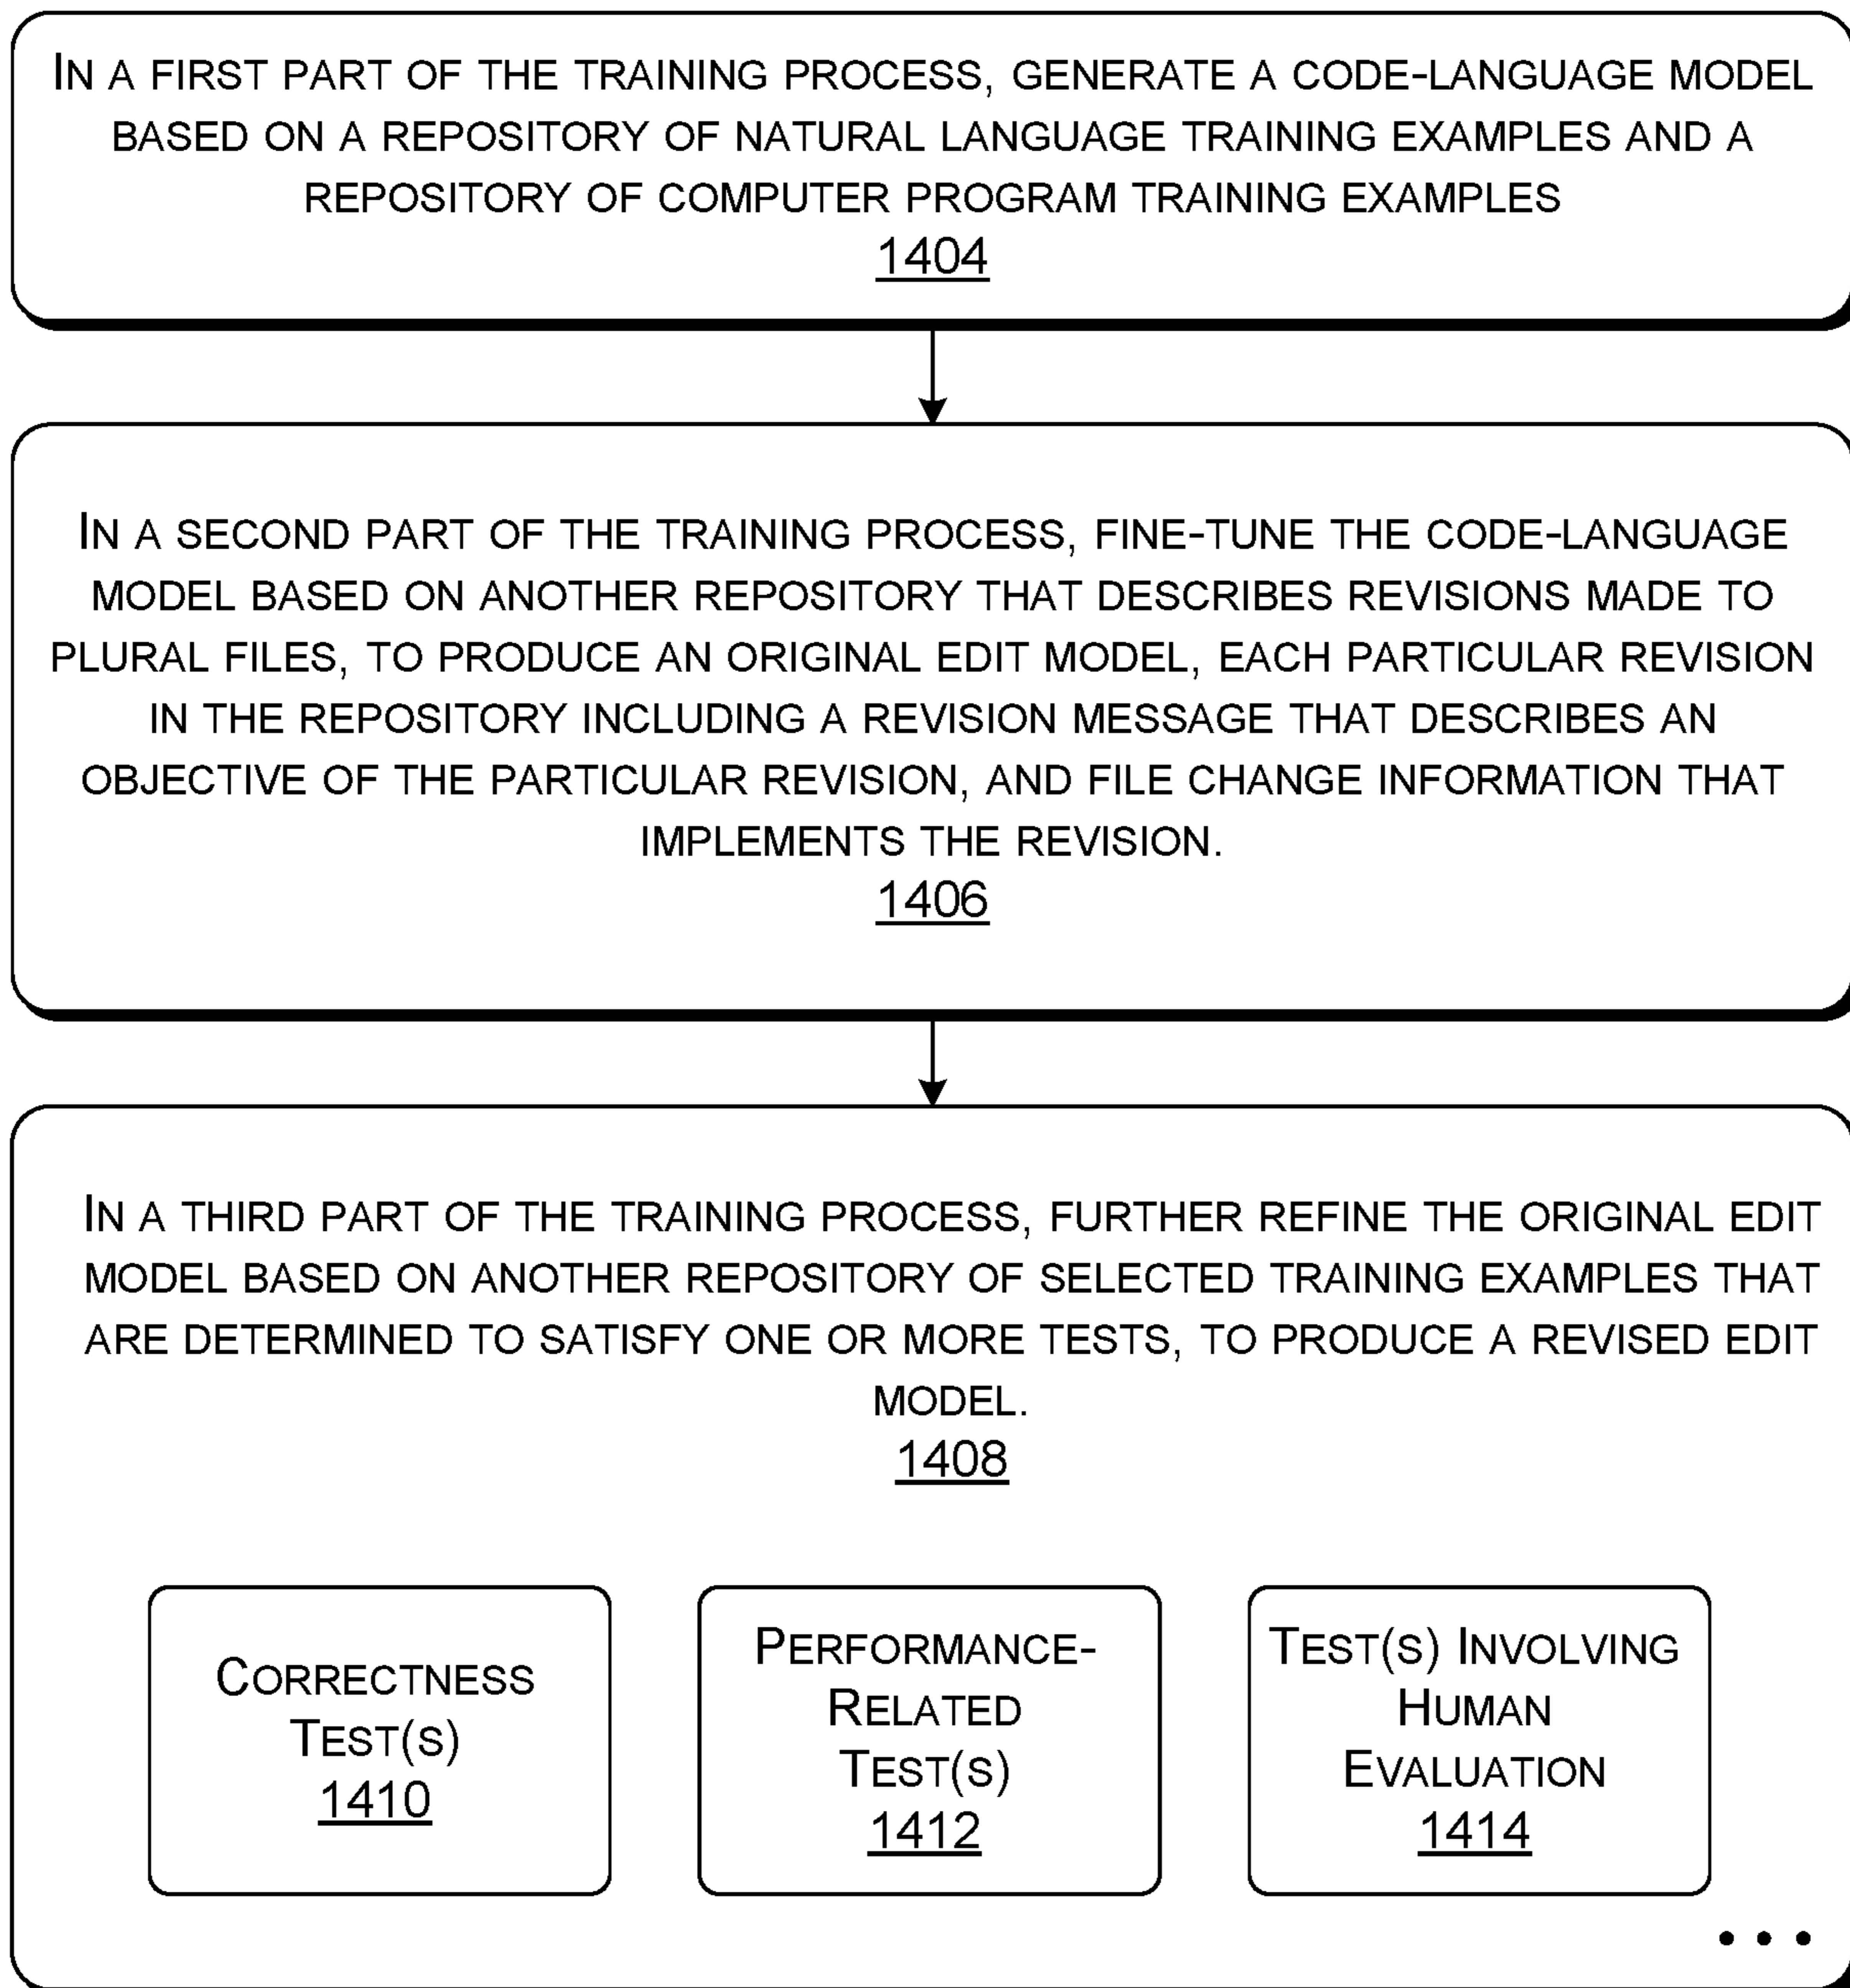 IN A FIRST PART OF THE TRAINING PROCESS, GENERATE A CODE-LANGUAGE MODEL
BASED ON A REPOSITORY OF NATURAL LANGUAGE TRAINING EXAMPLES AND A
REPOSITORY OF COMPUTER PROGRAM TRAINING EXAMPLES
1404
IN A SECOND PART OF THE TRAINING PROCESS, FINE-TUNE THE CODE-LANGUAGE
MODEL BASED ON ANOTHER REPOSITORY THAT DESCRIBES REVISIONS MADE TO
PLURAL FILES, TO PRODUCE AN ORIGINAL EDIT MODEL, EACH PARTICULAR REVISION
IN THE REPOSITORY INCLUDING A REVISION MESSAGE THAT DESCRIBES AN
OBJECTIVE OF THE PARTICULAR REVISION, AND FILE CHANGE INFORMATION THAT
IMPLEMENTS THE REVISION.
1406
IN A THIRD PART OF THE TRAINING PROCESS, FURTHER REFINE THE ORIGINAL EDIT
MODEL BASED ON ANOTHER REPOSITORY OF SELECTED TRAINING EXAMPLES THAT
ARE DETERMINED TO SATISFY ONE OR MORE TESTS, TO PRODUCE A REVISED EDIT
MODEL.
1408
CORRECTNESS
TEST(S)
1410
PERFORMANCE-
RELATED
TEST(S)
1412
TEST(S) INVOLVING
HUMAN
EVALUATION
1414
...